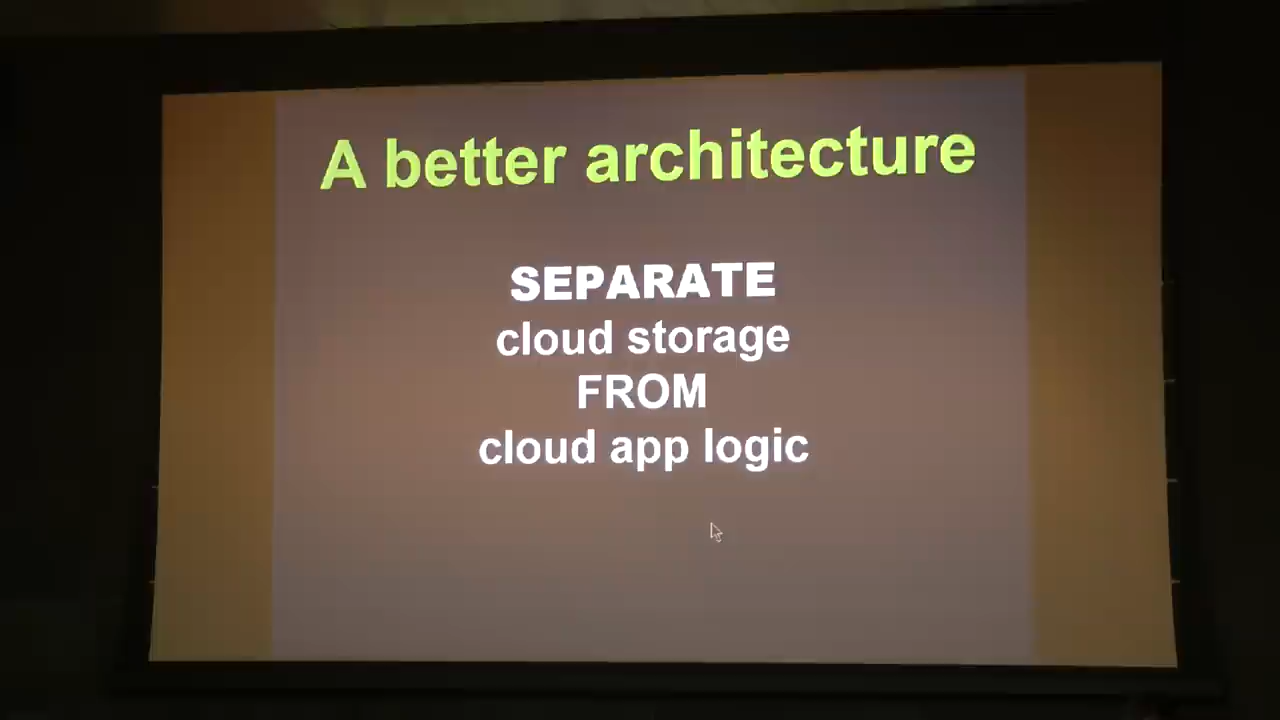 A better architecture
SEPARATE
cloud storage
FROM
cloud app logic